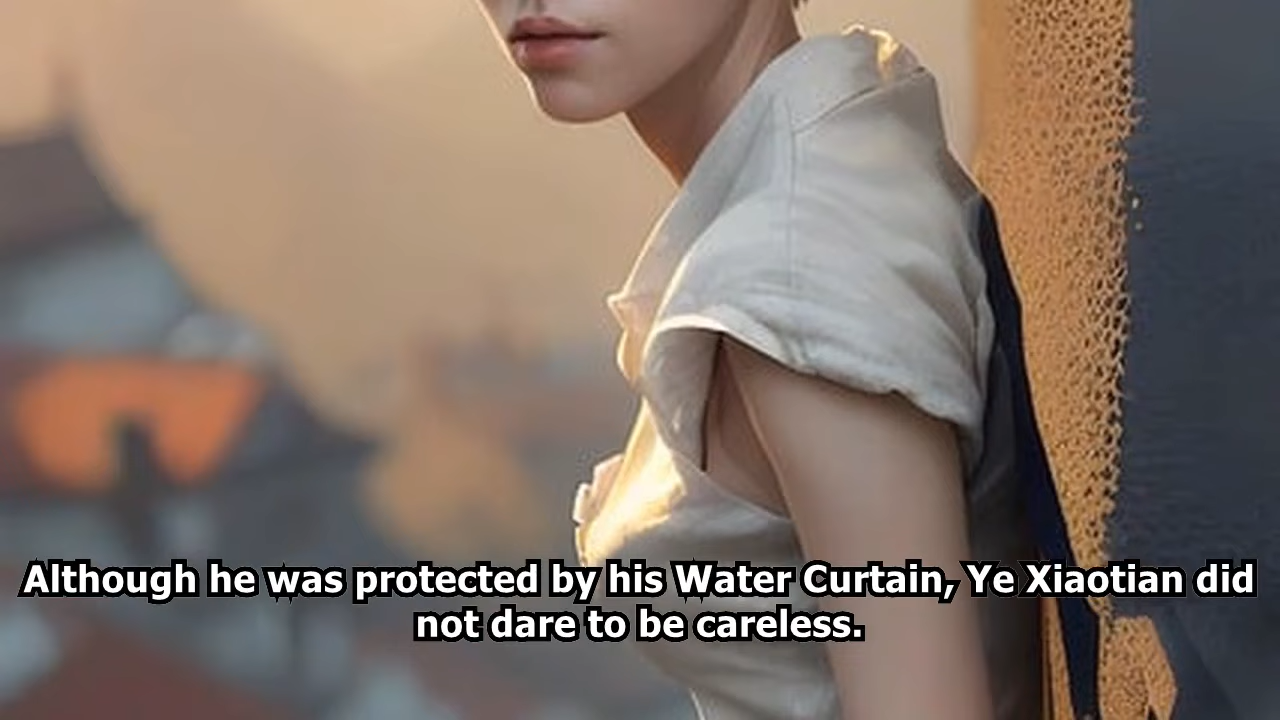 Although he was protected by his Water Curtain, Ye Xiaotian did
not dare to be careless.